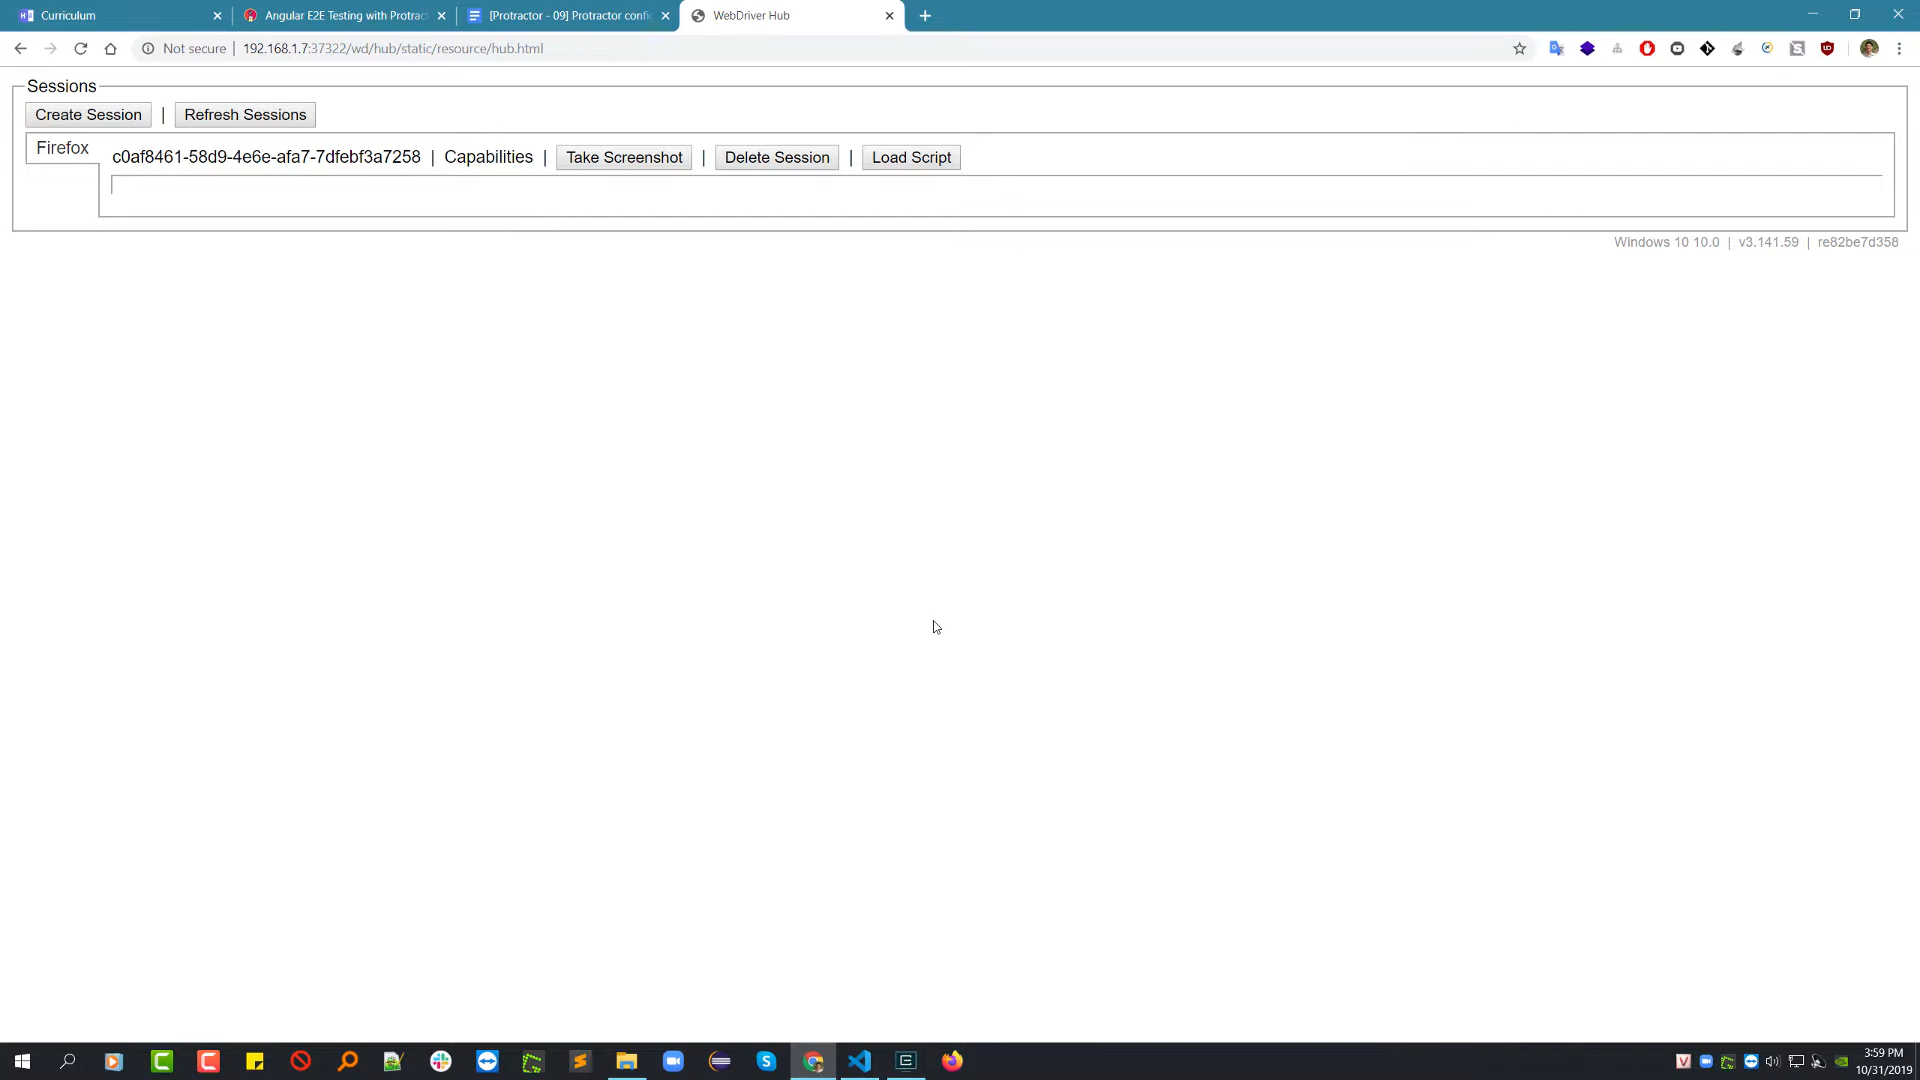 Curriculum
Angular E2E Testing with Protract
[Protractor - 09] Protractor confi
WebDriver Hub
Not secure | 192.168.1.7:37322/wd/hub/static/resource/hub.html
Sessions
Create Session | Refresh Sessions
Firefox
c0af8461-58d9-4e6e-afa7-7dfebf3a7258 | Capabilities | Take Screenshot | Delete Session | Load Script
Windows 10 10.0 | v3.141.59 | re82be7d358
3:59 PM
10/31/2019